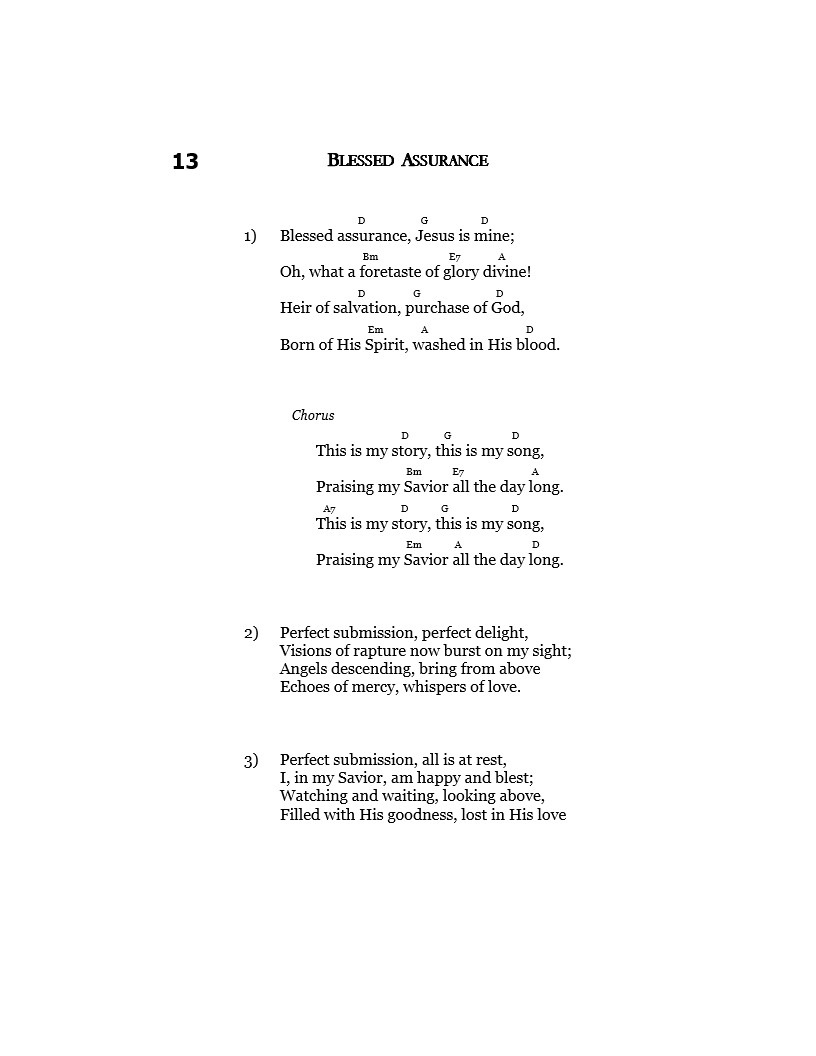 13 BLESSED ASSURANCE
D G D
1) Blessed assurance, Jesus is mine;
Bm E7 A
Oh, what a foretaste of glory divine!
D G D
Heir of salvation, purchase of God,
Em A D
Born of His Spirit, washed in His blood.
Chorus
D G D
This is my story, this is my song,
Bm E7 A
Praising my Savior all the day long.
A7 D G D
This is my story, this is my song,
Em A D
Praising my Savior all the day long.
2) Perfect submission, perfect delight,
Visions of rapture now burst on my sight;
Angels descending, bring from above
Echoes of mercy, whispers of love.
3) Perfect submission, all is at rest,
I, in my Savior, am happy and blest;
Watching and waiting, looking above,
Filled with His goodness, lost in His love